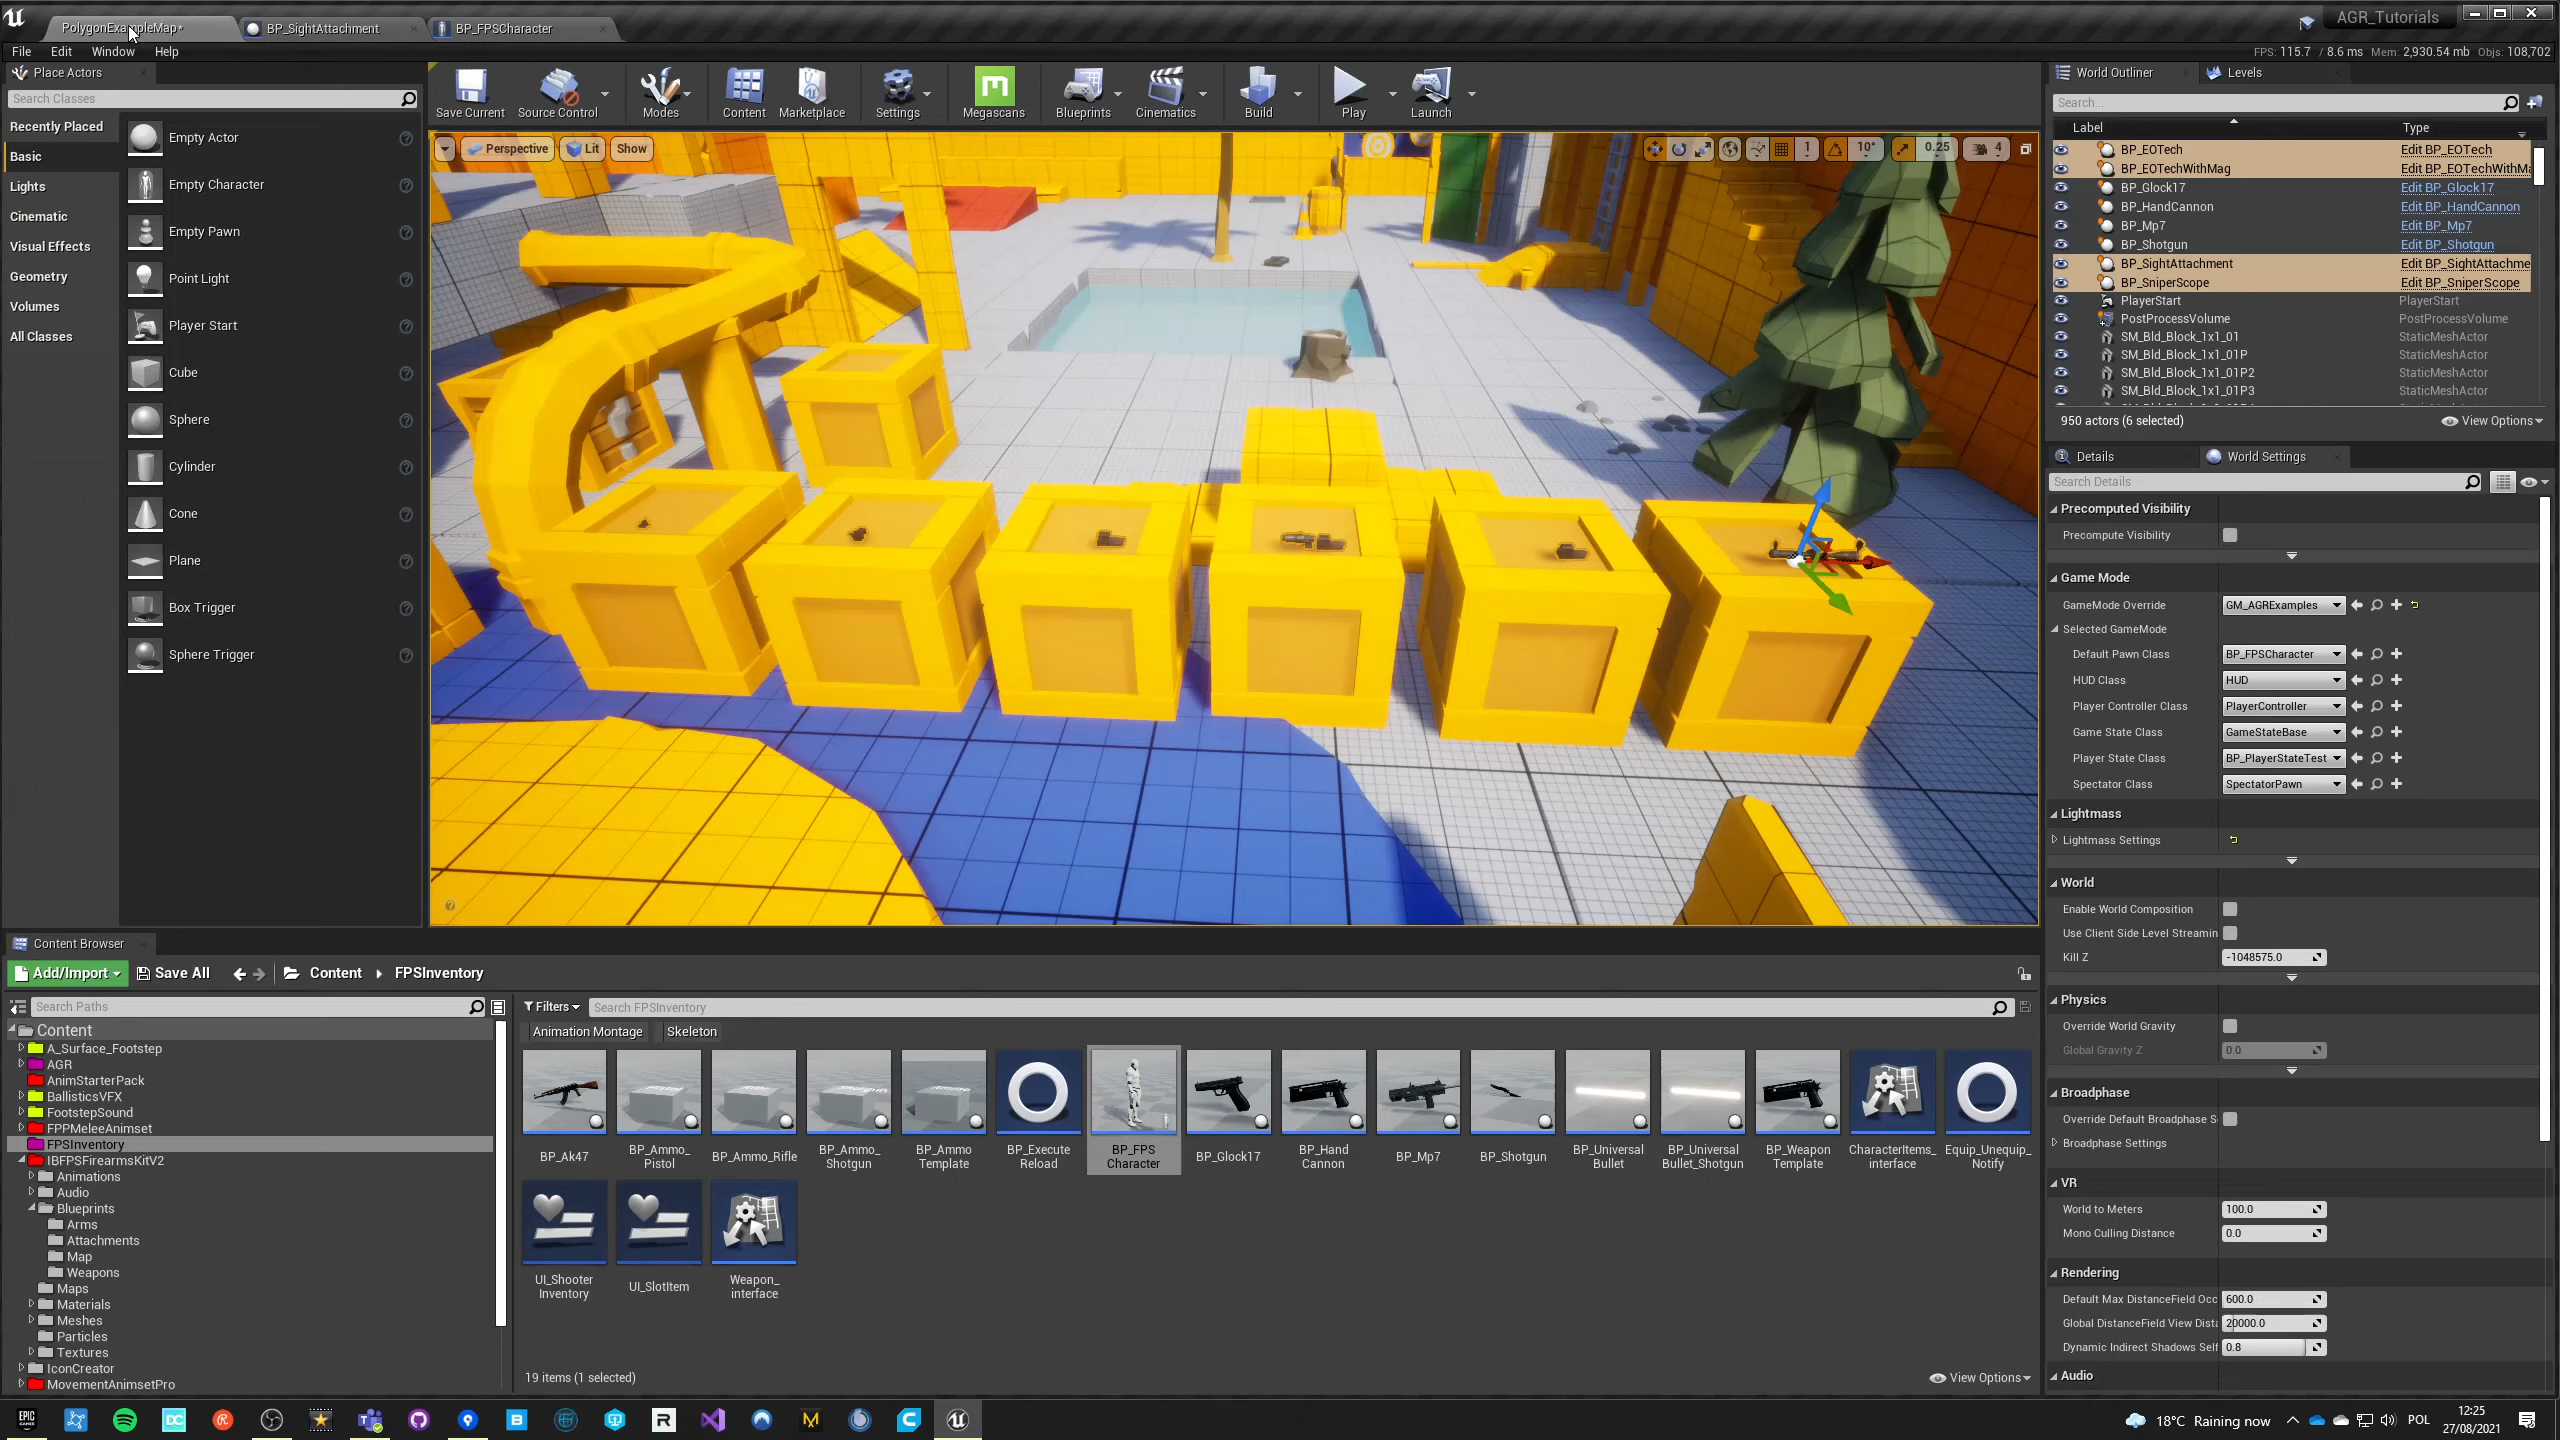 PolygonExampleMap*
BP_SightAttachment
BP_FPSCharacter
AGR_Tutorials
File Edit Window Help
FPS: 115.7 / 8.6 ms Mem: 2,930.54 mb Objs: 108,702
Place Actors
Search Classes
Recently Placed
Basic
Lights
Cinematic
Visual Effects
Geometry
Volumes
All Classes
Empty Actor
Empty Character
Empty Pawn
Point Light
Player Start
Cube
Sphere
Cylinder
Cone
Plane
Box Trigger
Sphere Trigger
Save Current
Source Control
Modes
Content
Marketplace
Settings
Megascans
Blueprints
Cinematics
Build
Play
Launch
Perspective
Lit
Show
1
10°
0.25
4
World Outliner
Levels
Search...
Label Type
BP_EOTech Edit BP_EOTech
BP_EOTechWithMag Edit BP_EOTechWithMa
BP_Glock17 Edit BP_Glock17
BP_HandCannon Edit BP_HandCannon
BP_Mp7 Edit BP_Mp7
BP_Shotgun Edit BP_Shotgun
BP_SightAttachment Edit BP_SightAttachme
BP_SniperScope Edit BP_SniperScope
PlayerStart PlayerStart
PostProcessVolume PostProcessVolume
SM_Bld_Block_1x1_01 StaticMeshActor
SM_Bld_Block_1x1_01P StaticMeshActor
SM_Bld_Block_1x1_01P2 StaticMeshActor
SM_Bld_Block_1x1_01P3 StaticMeshActor
950 actors (6 selected)
View Options
Details
World Settings
Search Details
Precomputed Visibility
Precompute Visibility
Game Mode
GameMode Override GM_AGRExamples
Selected GameMode
Default Pawn Class BP_FPSCharacter
HUD Class HUD
Player Controller Class PlayerController
Game State Class GameStateBase
Player State Class BP_PlayerStateTest
Spectator Class SpectatorPawn
Lightmass
Lightmass Settings
World
Enable World Composition
Use Client Side Level Streamin
Kill Z -1048575.0
Physics
Override World Gravity
Global Gravity Z 0.0
Broadphase
Override Default Broadphase S
Broadphase Settings
VR
World to Meters 100.0
Mono Culling Distance 0.0
Rendering
Default Max DistanceField Occ 600.0
Global DistanceField View Dista 20000.0
Dynamic Indirect Shadows Self 0.8
Audio
Content Browser
Add/Import
Save All
Content
FPSInventory
Search Paths
Content
A_Surface_Footstep
AGR
AnimStarterPack
BallisticsVFX
FootstepSound
FPPMeleeAnimset
FPSInventory
IBFPSFirearmsKitV2
Animations
Audio
Blueprints
Arms
Attachments
Map
Weapons
Maps
Materials
Meshes
Particles
Textures
IconCreator
MovementAnimsetPro
Filters
Search FPSInventory
Animation Montage
Skeleton
BP_Ak47
BP_Ammo_
Pistol
BP_Ammo_Rifle
BP_Ammo_
Shotgun
BP_Ammo
Template
BP_Execute
Reload
BP_FPS
Character
BP_Glock17
BP_Hand
Cannon
BP_Mp7
BP_Shotgun
BP_Universal
Bullet
BP_Universal
Bullet_Shotgun
BP_Weapon
Template
CharacterItems_
interface
Equip_Unequip_
Notify
UI_Shooter
Inventory
UI_SlotItem
Weapon_
interface
19 items (1 selected)
View Options
EPIC
GAMES
DC
R
B
R
M
C
18°C Raining now
POL
12:25
27/08/2021